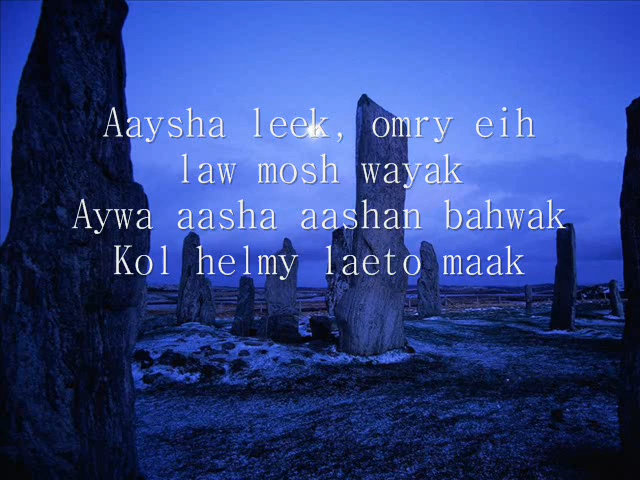 Aaysha leek, omry eih
law mosh wayak
Aywa aasha aashan bahwak
Kol helmy laeto maak